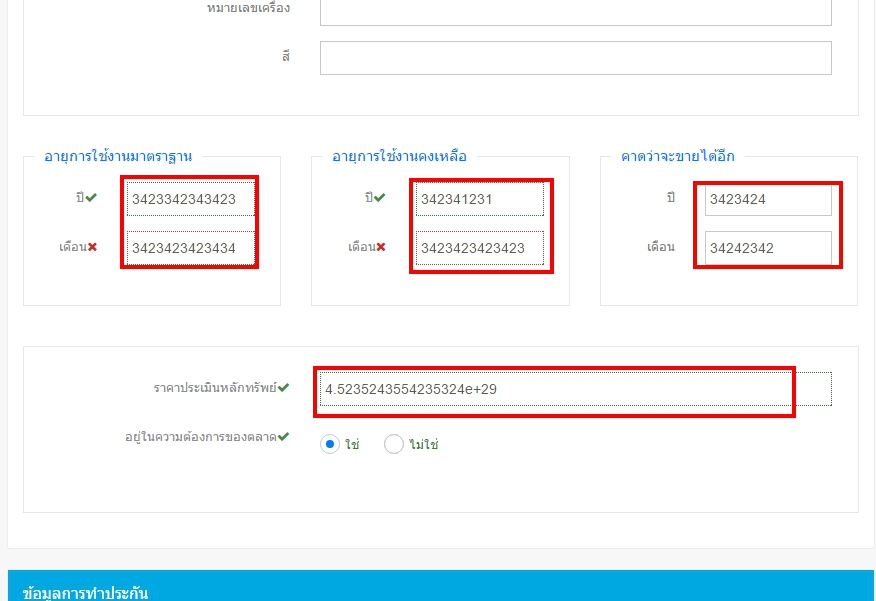 หมายเลขเครื่อง
สี
อายุการใช้งานมาตราฐาน
อายุการใช้งานคงเหลือ
คาดว่าจะขายได้อีก
ปี 3423342343423
ปี 342341231
ปี 3423424
เดือน 3423423423434
เดือน 3423423423423
เดือน 34242342
ราคาประเมินหลักทรัพย์ 4.5235243554235324e+29
อยู่ในความต้องการของตลาด ใช่ ไม่ใช่
ข้อมูลการทำประกัน